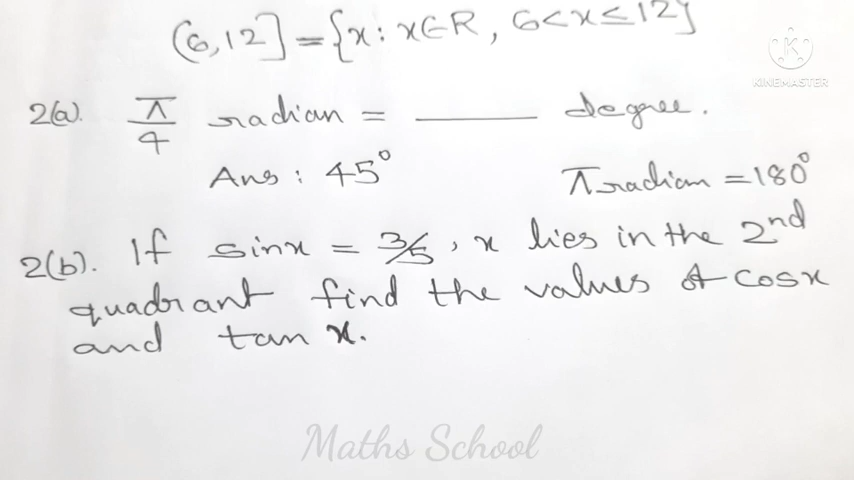 (6,12] = {x : x∈R, 6<x≤12}
KINEMASTER
2(a). π/4 radian = ______ degree.
Ans : 45° π radian = 180°
2(b). If sinx = 3/5, x lies in the 2nd
quadrant find the values of cosx
and tan x.
Maths School